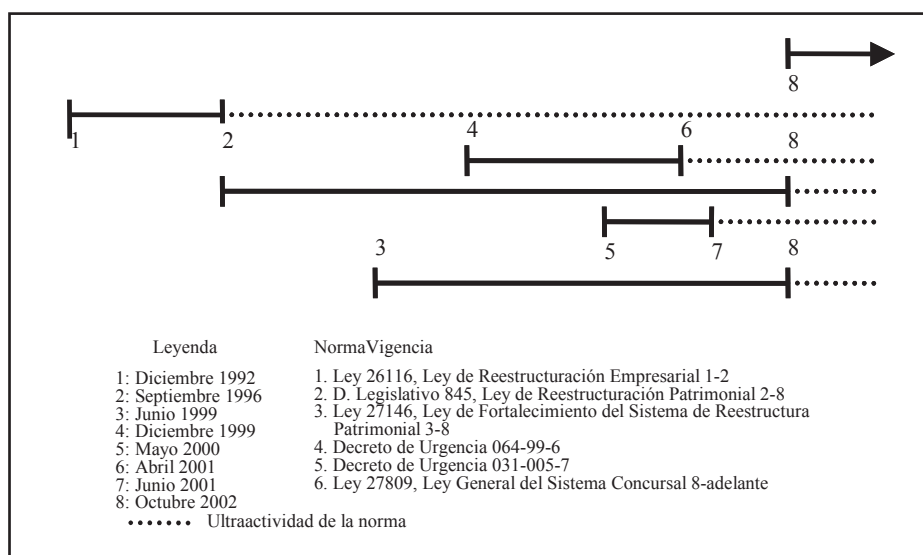 8
1 2 4 6 8
3 5 7 8
Leyenda NormaVigencia
1: Diciembre 1992 1. Ley 26116, Ley de Reestructuración Empresarial 1-2
2: Septiembre 1996 2. D. Legislativo 845, Ley de Reestructuración Patrimonial 2-8
3: Junio 1999 3. Ley 27146, Ley de Fortalecimiento del Sistema de Reestructura
4: Diciembre 1999 Patrimonial 3-8
5: Mayo 2000 4. Decreto de Urgencia 064-99-6
6: Abril 2001 5. Decreto de Urgencia 031-005-7
7: Junio 2001 6. Ley 27809, Ley General del Sistema Concursal 8-adelante
8: Octubre 2002
Ultraactividad de la norma